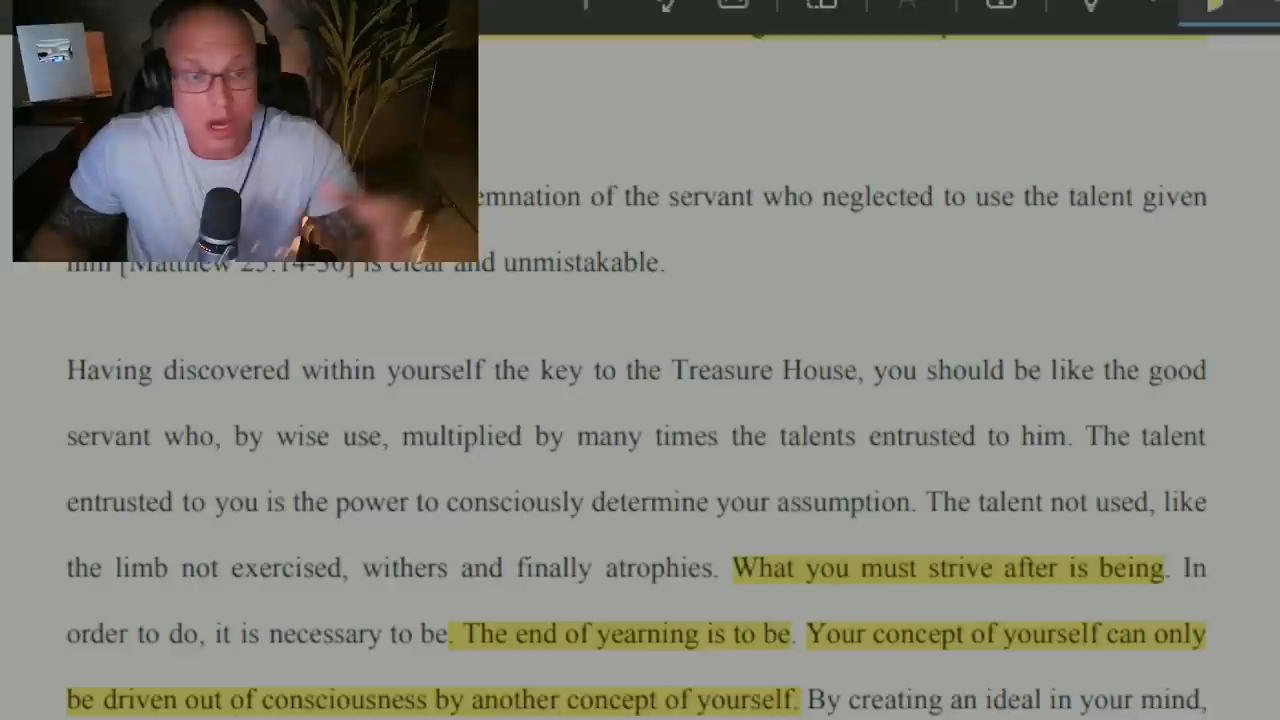 emnation of the servant who neglected to use the talent given
him [Matthew 25:14-30] is clear and unmistakable.
Having discovered within yourself the key to the Treasure House, you should be like the good
servant who, by wise use, multiplied by many times the talents entrusted to him. The talent
entrusted to you is the power to consciously determine your assumption. The talent not used, like
the limb not exercised, withers and finally atrophies. What you must strive after is being. In
order to do, it is necessary to be. The end of yearning is to be. Your concept of yourself can only
be driven out of consciousness by another concept of yourself. By creating an ideal in your mind,